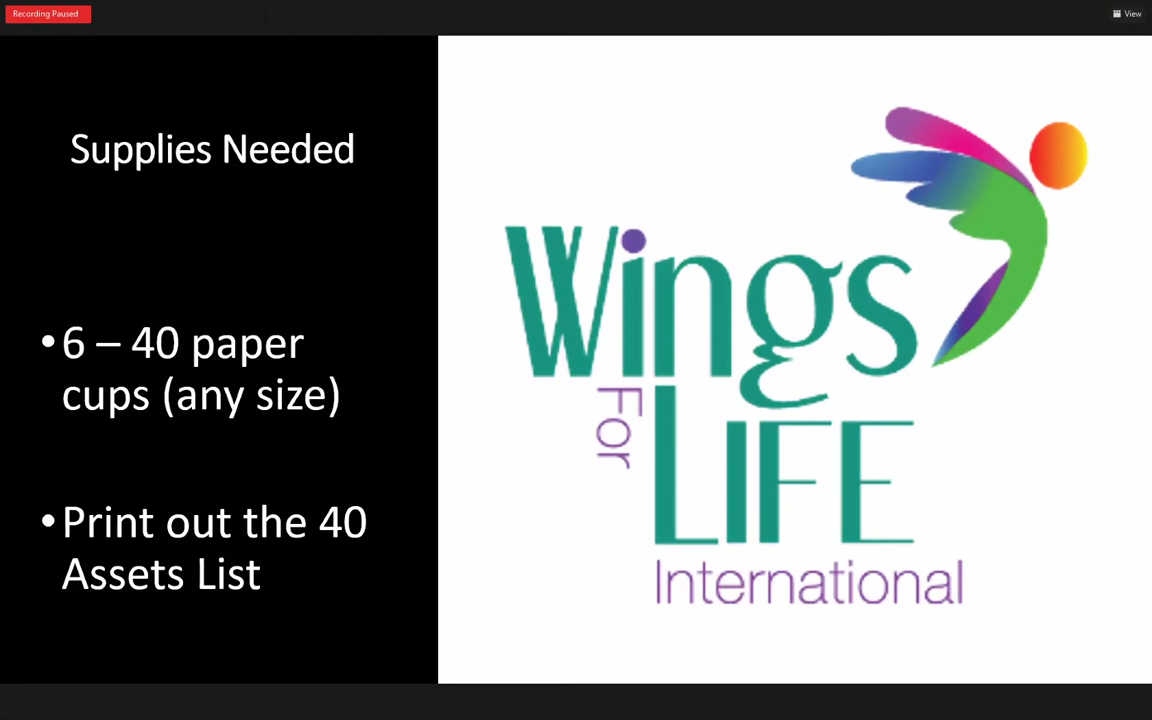 Recording Paused
View
Supplies Needed
•6 – 40 paper
cups (any size)
•Print out the 40
Assets List
Wings
For
LIFE
International